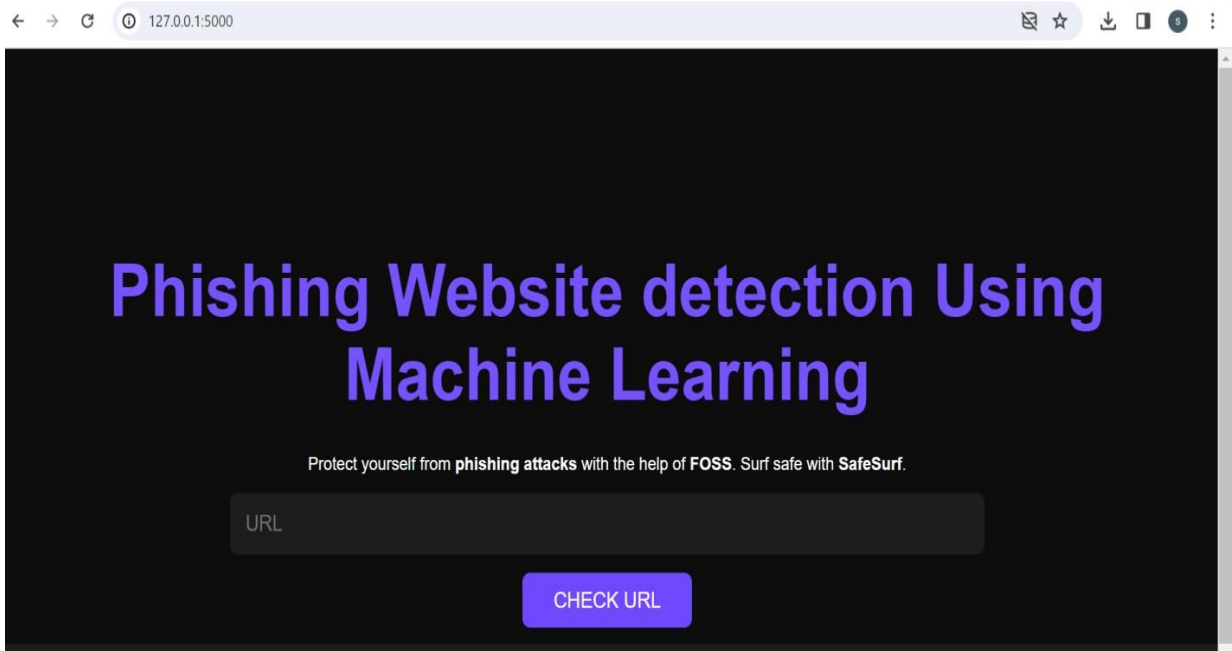 127.0.0.1:5000
S
Phishing Website detection Using
Machine Learning
Protect yourself from phishing attacks with the help of FOSS. Surf safe with SafeSurf.
URL
CHECK URL